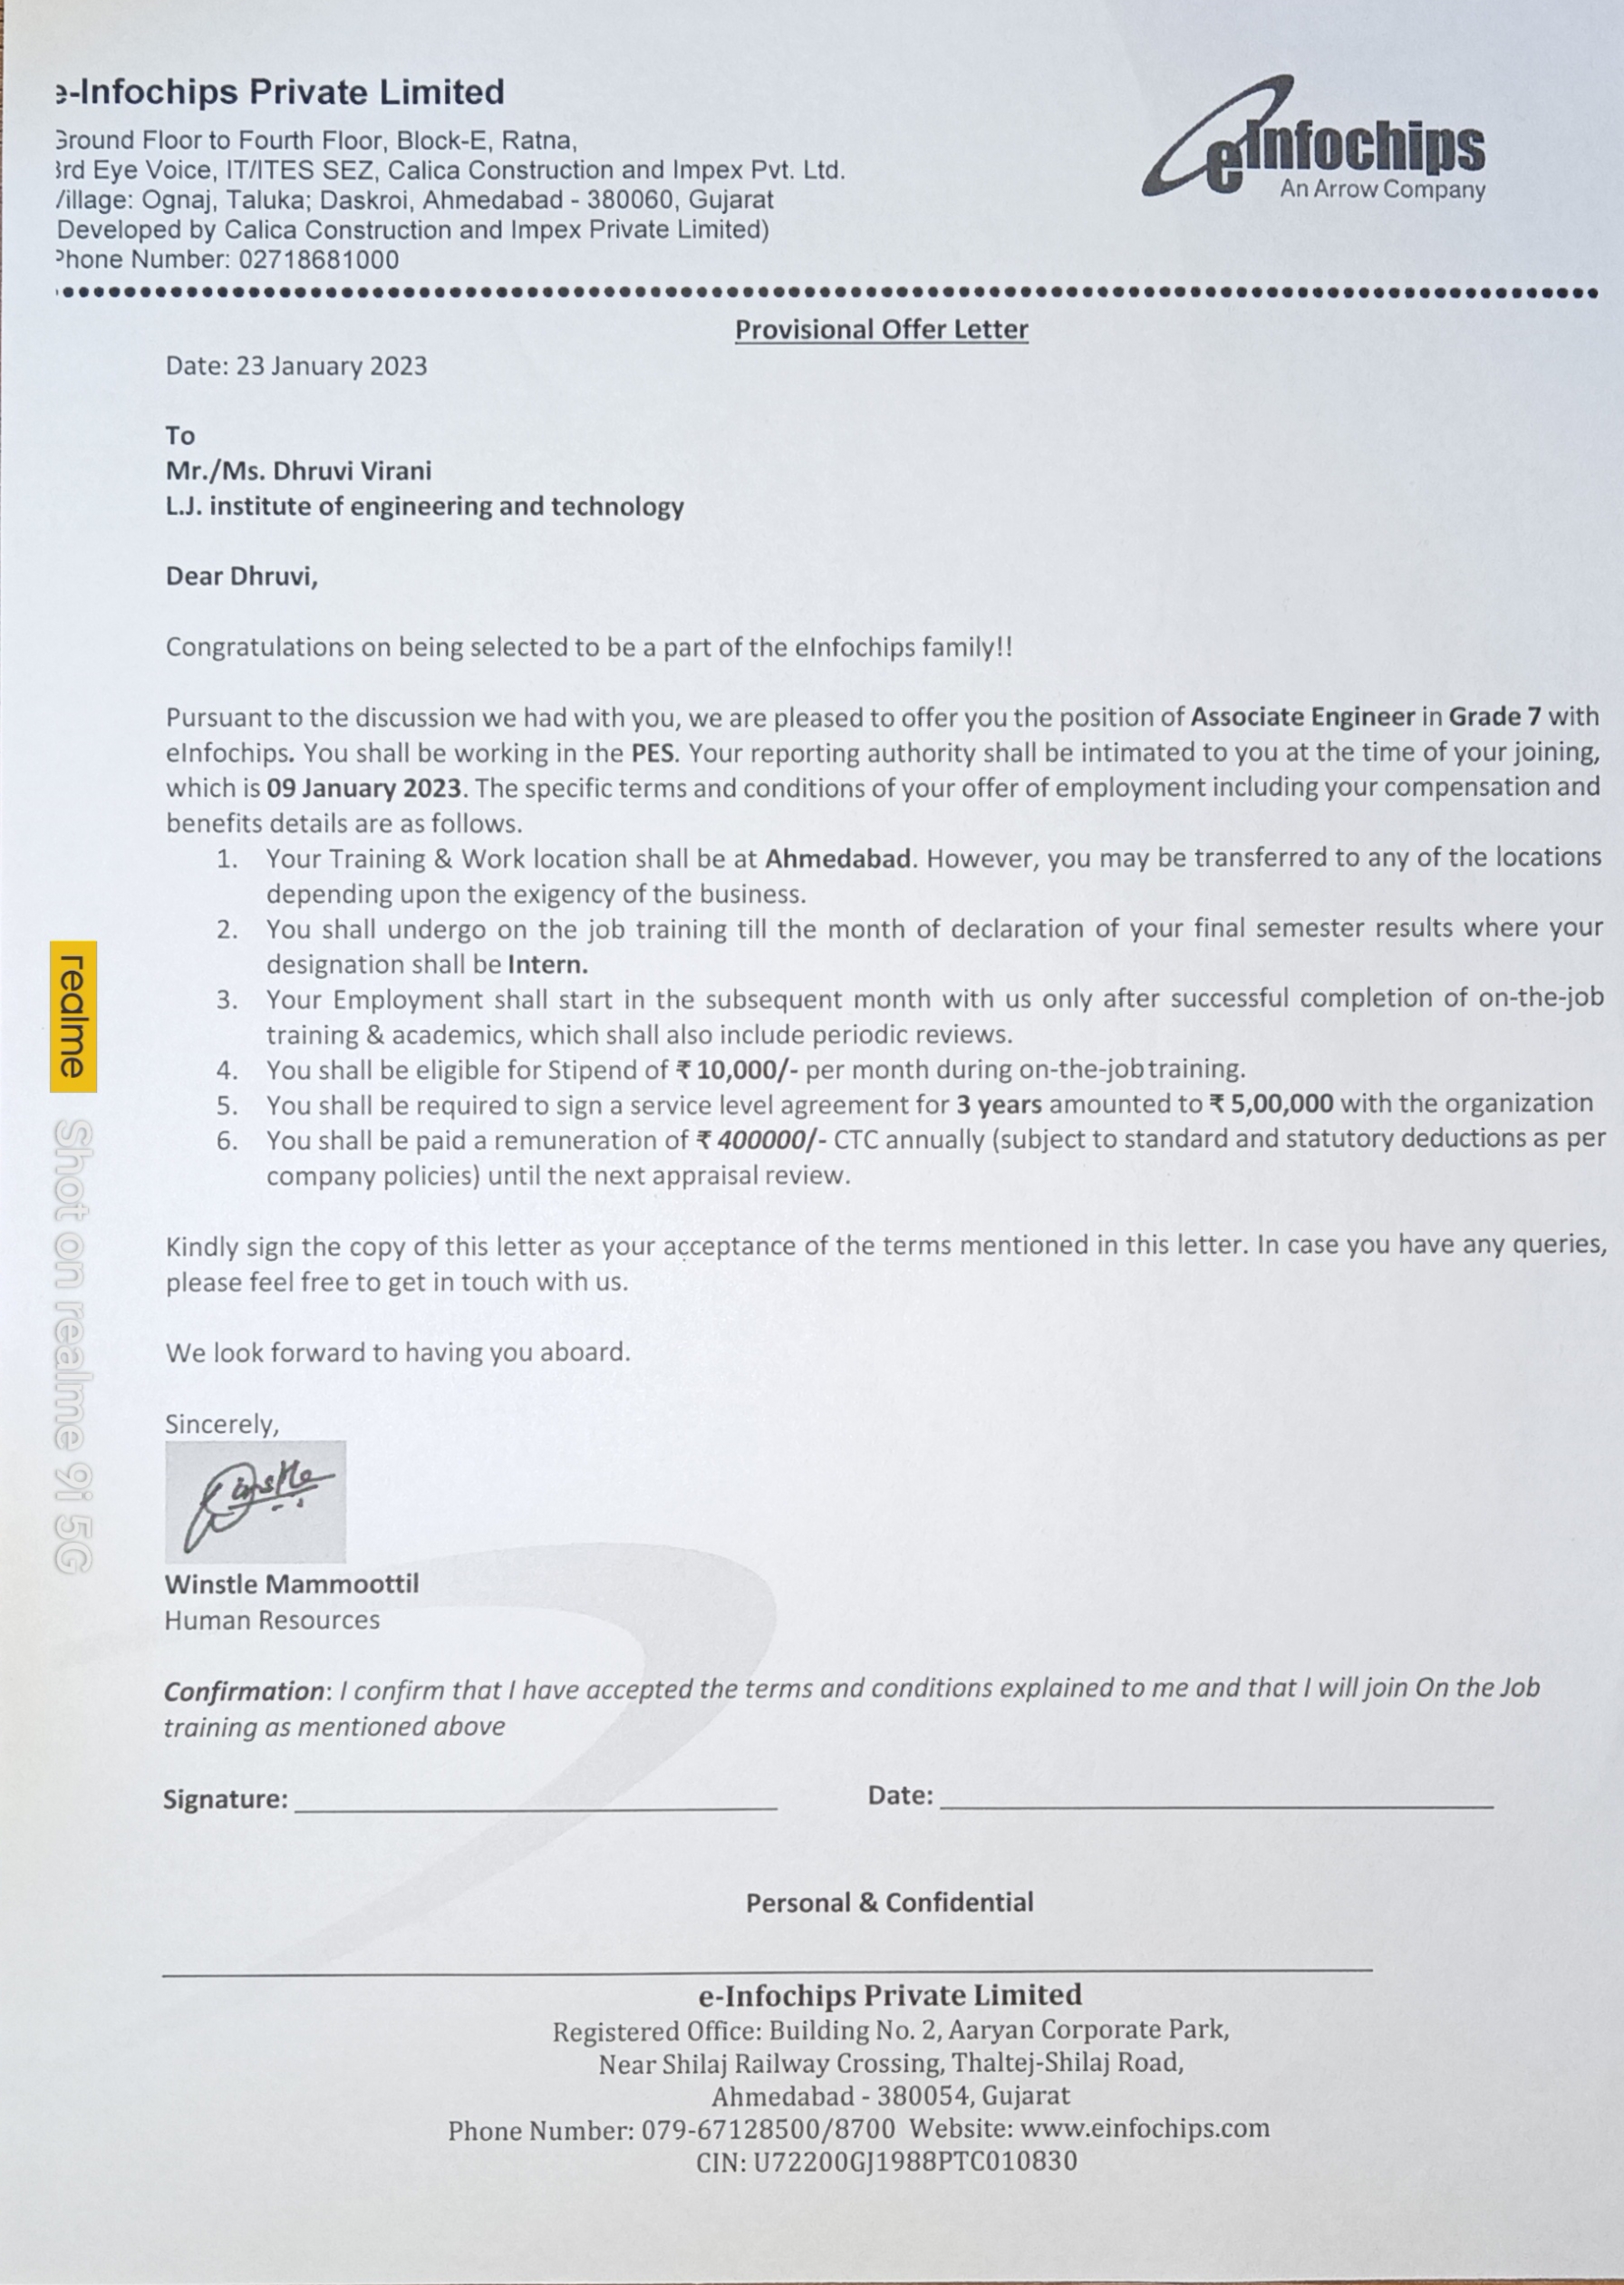 e-Infochips Private Limited
Ground Floor to Fourth Floor, Block-E, Ratna,
3rd Eye Voice, IT/ITES SEZ, Calica Construction and Impex Pvt. Ltd.
Village: Ognaj, Taluka; Daskroi, Ahmedabad - 380060, Gujarat
Developed by Calica Construction and Impex Private Limited)
Phone Number: 02718681000
eInfochips
An Arrow Company
Provisional Offer Letter
Date: 23 January 2023
To
Mr./Ms. Dhruvi Virani
L.J. institute of engineering and technology
Dear Dhruvi,
Congratulations on being selected to be a part of the eInfochips family!!
Pursuant to the discussion we had with you, we are pleased to offer you the position of Associate Engineer in Grade 7 with
eInfochips. You shall be working in the PES. Your reporting authority shall be intimated to you at the time of your joining,
which is 09 January 2023. The specific terms and conditions of your offer of employment including your compensation and
benefits details are as follows.
1. Your Training & Work location shall be at Ahmedabad. However, you may be transferred to any of the locations
depending upon the exigency of the business.
2. You shall undergo on the job training till the month of declaration of your final semester results where your
designation shall be Intern.
3. Your Employment shall start in the subsequent month with us only after successful completion of on-the-job
training & academics, which shall also include periodic reviews.
4. You shall be eligible for Stipend of ₹ 10,000/- per month during on-the-job training.
5. You shall be required to sign a service level agreement for 3 years amounted to ₹ 5,00,000 with the organization
6. You shall be paid a remuneration of ₹ 400000/- CTC annually (subject to standard and statutory deductions as per
company policies) until the next appraisal review.
Kindly sign the copy of this letter as your acceptance of the terms mentioned in this letter. In case you have any queries,
please feel free to get in touch with us.
We look forward to having you aboard.
Sincerely,
Winstle
Winstle Mammoottil
Human Resources
Confirmation: I confirm that I have accepted the terms and conditions explained to me and that I will join On the Job
training as mentioned above
Signature: Date:
Personal & Confidential
e-Infochips Private Limited
Registered Office: Building No. 2, Aaryan Corporate Park,
Near Shilaj Railway Crossing, Thaltej-Shilaj Road,
Ahmedabad - 380054, Gujarat
Phone Number: 079-67128500/8700 Website: www.einfochips.com
CIN: U72200GJ1988PTC010830
realme Shot on realme 9i 5G